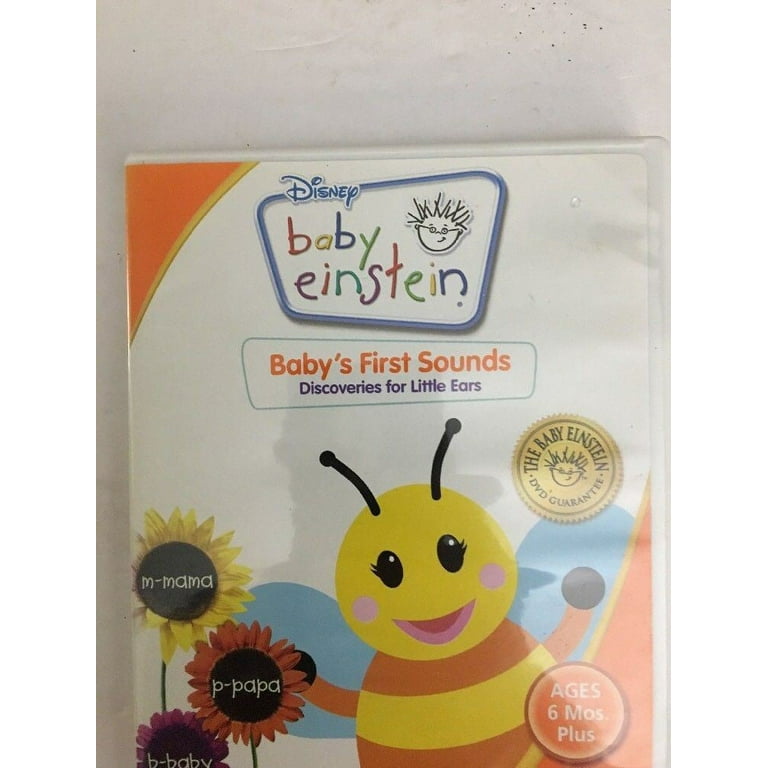 Disney
baby
einstein
Baby's First Sounds
Discoveries for Little Ears
THE BABY EINSTEIN
DVD GUARANTEE
m-mama
p-papa
b-baby
AGES
6 Mos.
Plus